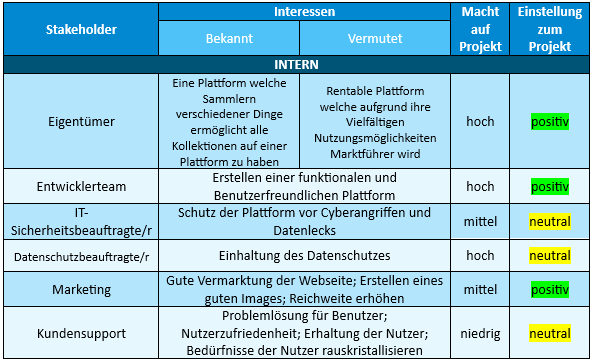 Stakeholder
Interessen
Macht
auf
Projekt
Einstellung
zum
Projekt
Bekannt
Vermutet
INTERN
Eigentümer
Eine Plattform welche
Sammlern
verschiedener Dinge
ermöglicht alle
Kollektionen auf einer
Plattform zu haben
Rentable Plattform
welche aufgrund ihre
Vielfältigen
Nutzungsmöglichkeiten
Marktführer wird
hoch
positiv
Entwicklerteam
Erstellen einer funktionalen und
Benutzerfreundlichen Plattform
hoch
positiv
IT-
Sicherheitsbeauftragte/r
Schutz der Plattform vor Cyberangriffen und
Datenlecks
mittel
neutral
Datenschutzbeauftragte/r
Einhaltung des Datenschutzes
hoch
neutral
Marketing
Gute Vermarktung der Webseite; Erstellen eines
guten Images; Reichweite erhöhen
mittel
positiv
Kundensupport
Problemlösung für Benutzer;
Nutzerzufriedenheit; Erhaltung der Nutzer;
Bedürfnisse der Nutzer rauskristallisieren
niedrig
neutral